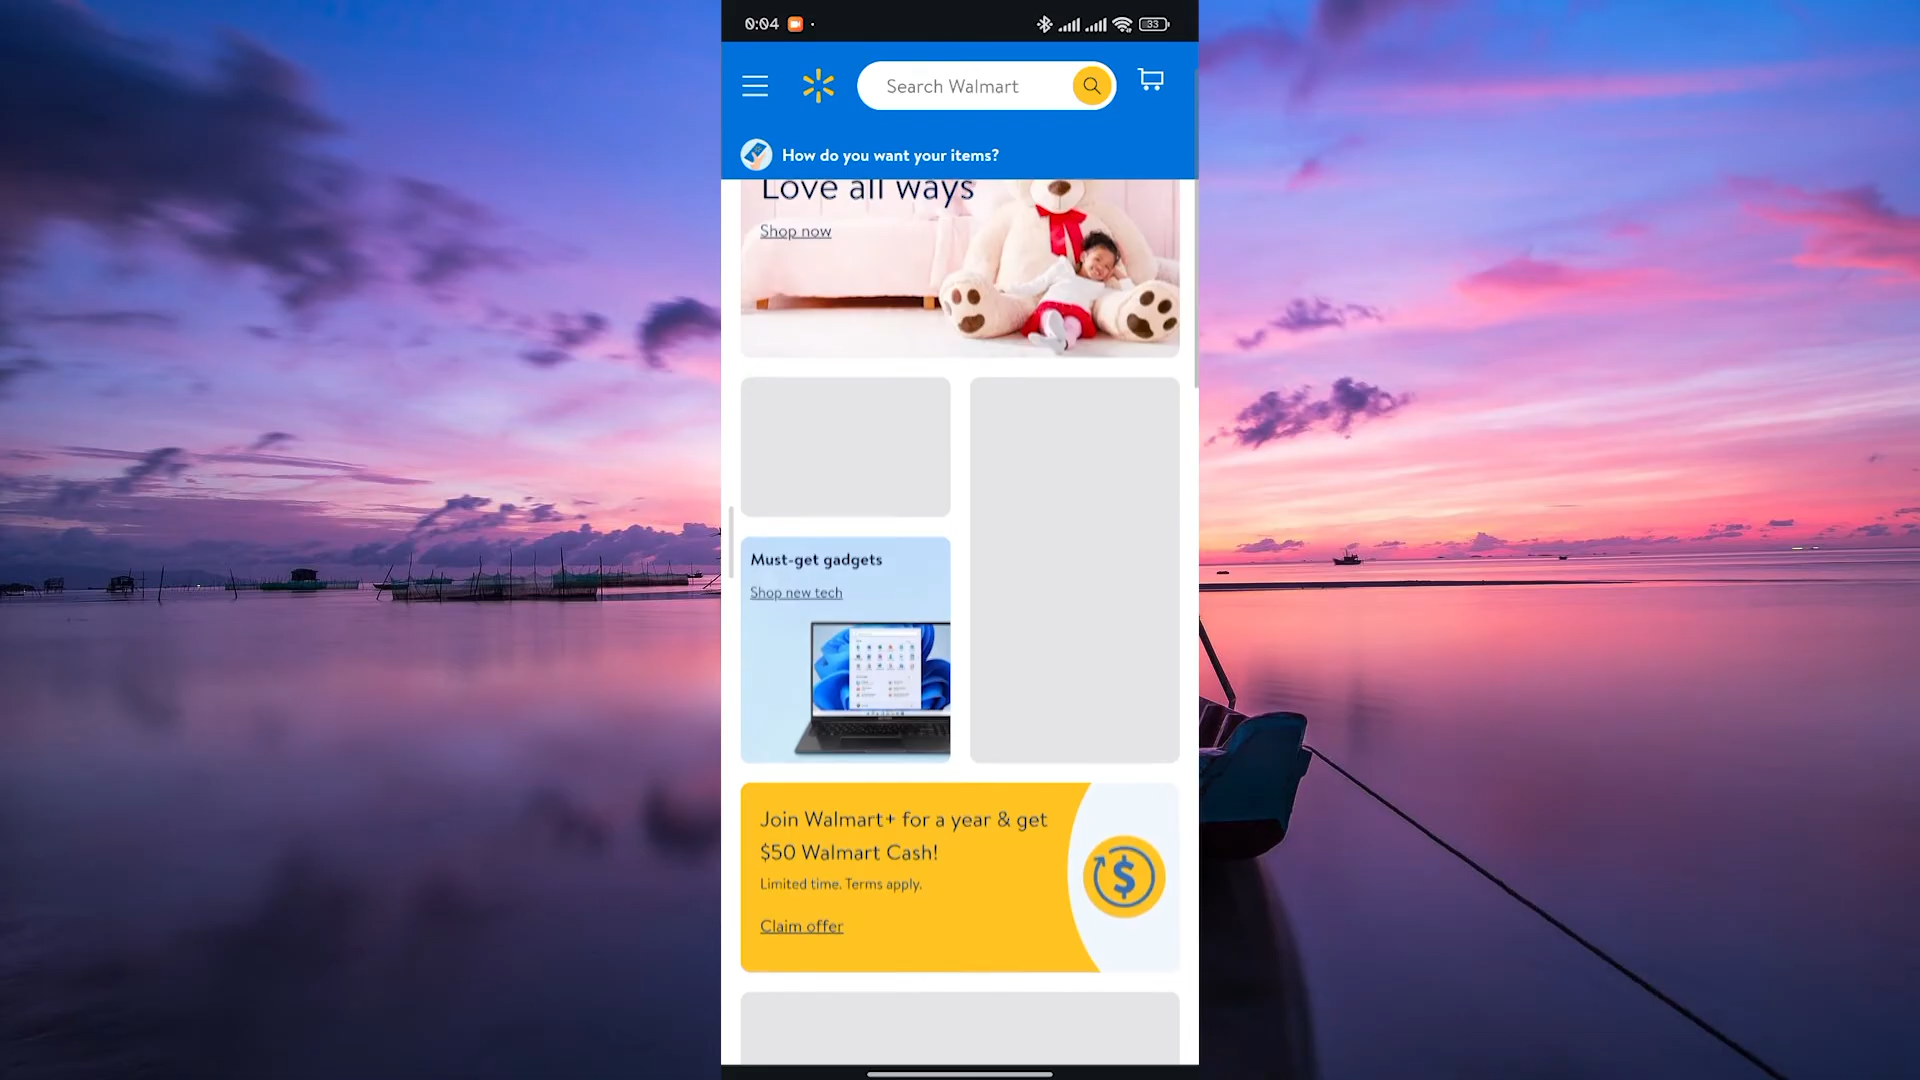 0:04
33
Search Walmart
How do you want your items?
Love all ways
Shop now
Must-get gadgets
Shop new tech
Join Walmart+ for a year & get
$50 Walmart Cash!
Limited time. Terms apply.
$
Claim offer